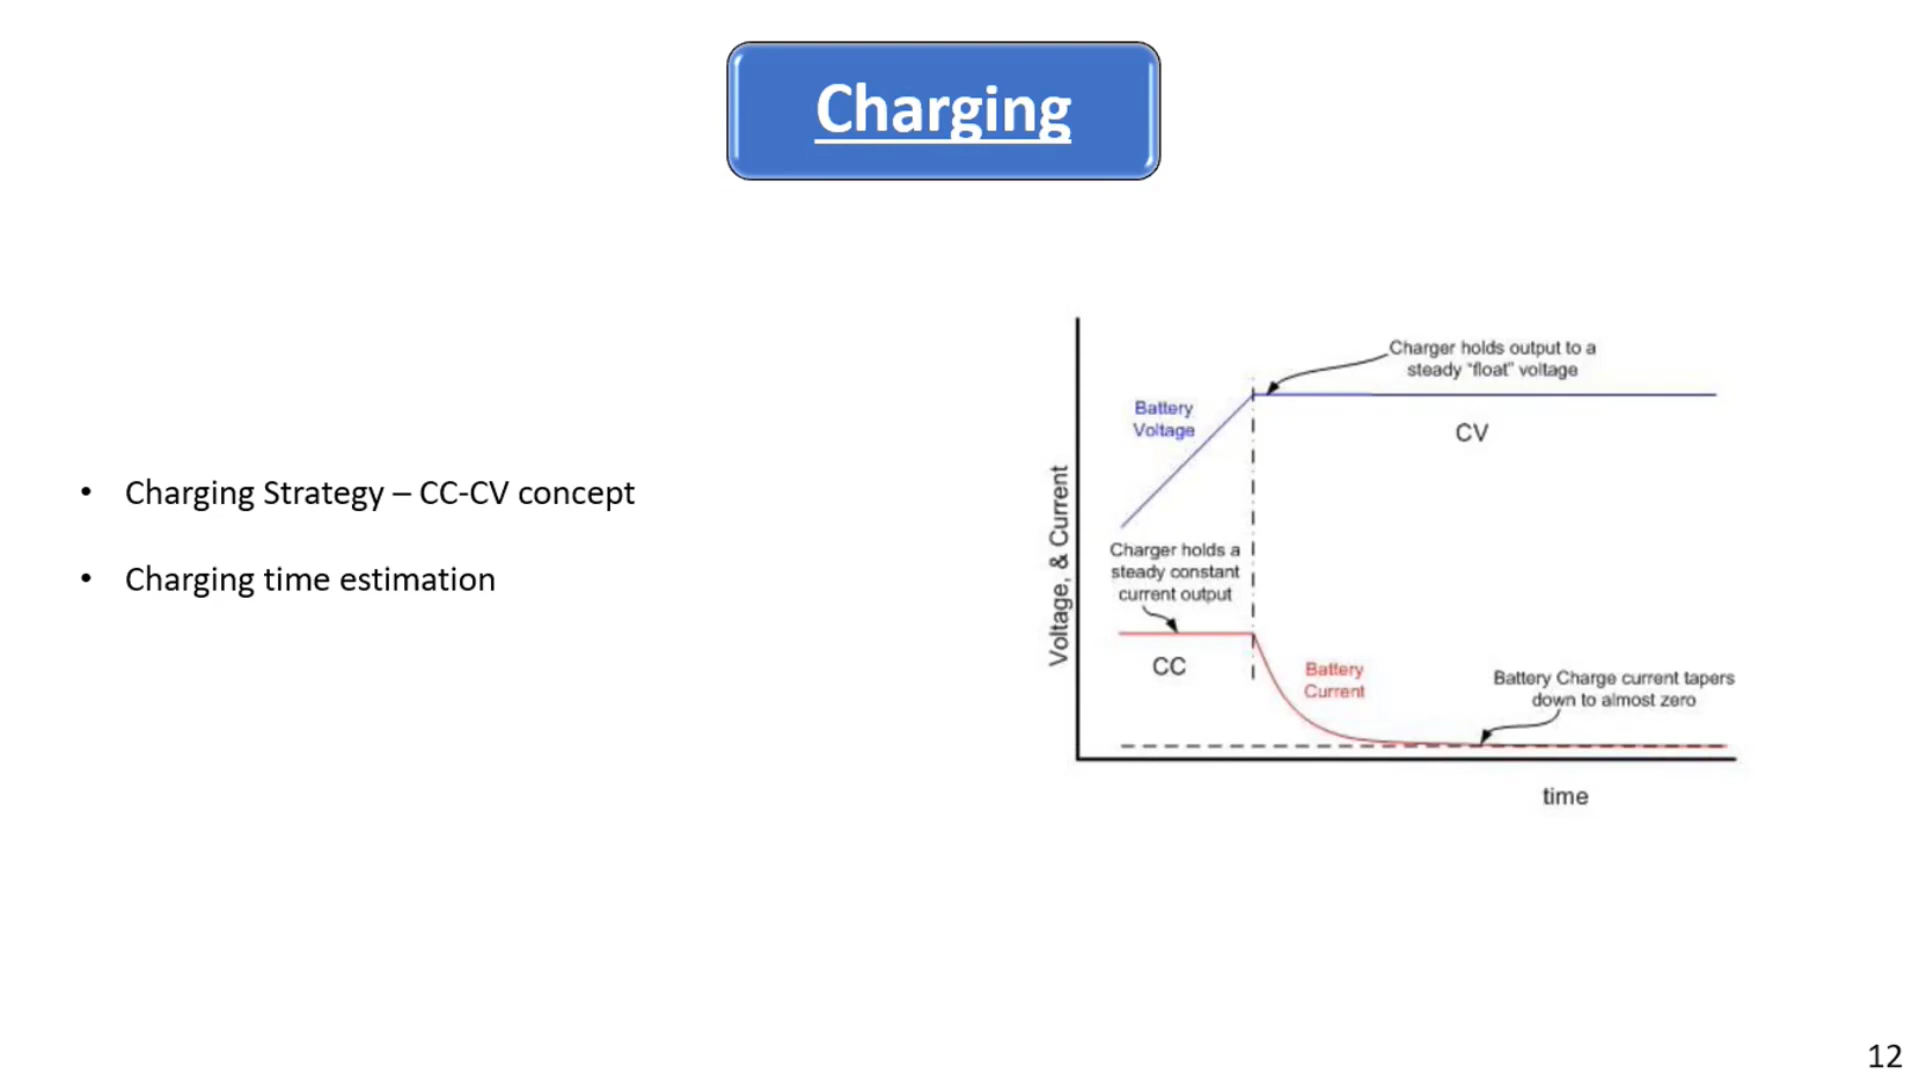 Charging
• Charging Strategy – CC-CV concept
• Charging time estimation
Charger holds output to a
steady "float" voltage
Battery
Voltage
CV
Voltage, & Current
Charger holds a
steady constant
current output
CC
Battery
Current
Battery Charge current tapers
down to almost zero
time
12